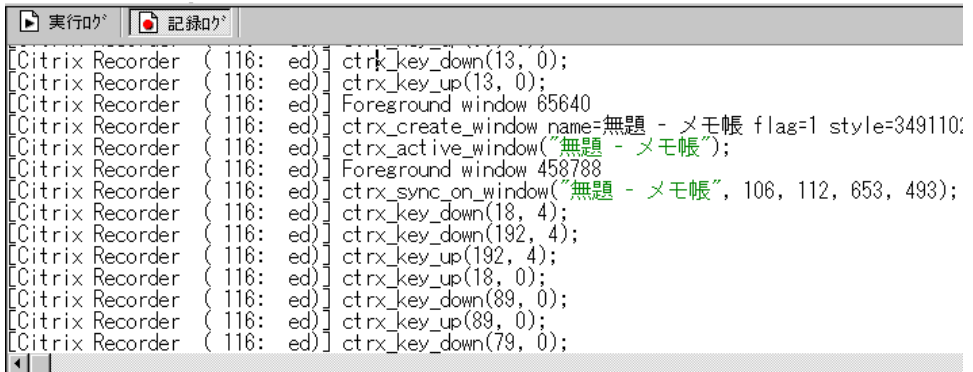 実行ﾛｸﾞ 記録ﾛｸﾞ
[Citrix Recorder ( 116: ed)] ctrx_key_down(13, 0);
[Citrix Recorder ( 116: ed)] ctrx_key_up(13, 0);
[Citrix Recorder ( 116: ed)] Foreground window 65640
[Citrix Recorder ( 116: ed)] ctrx_create_window name=無題 - メモ帳 flag=1 style=3491102
[Citrix Recorder ( 116: ed)] ctrx_active_window("無題 - メモ帳");
[Citrix Recorder ( 116: ed)] Foreground window 458788
[Citrix Recorder ( 116: ed)] ctrx_sync_on_window("無題 - メモ帳", 106, 112, 653, 493);
[Citrix Recorder ( 116: ed)] ctrx_key_down(18, 4);
[Citrix Recorder ( 116: ed)] ctrx_key_down(192, 4);
[Citrix Recorder ( 116: ed)] ctrx_key_up(192, 4);
[Citrix Recorder ( 116: ed)] ctrx_key_up(18, 0);
[Citrix Recorder ( 116: ed)] ctrx_key_down(89, 0);
[Citrix Recorder ( 116: ed)] ctrx_key_up(89, 0);
[Citrix Recorder ( 116: ed)] ctrx_key_down(79, 0);